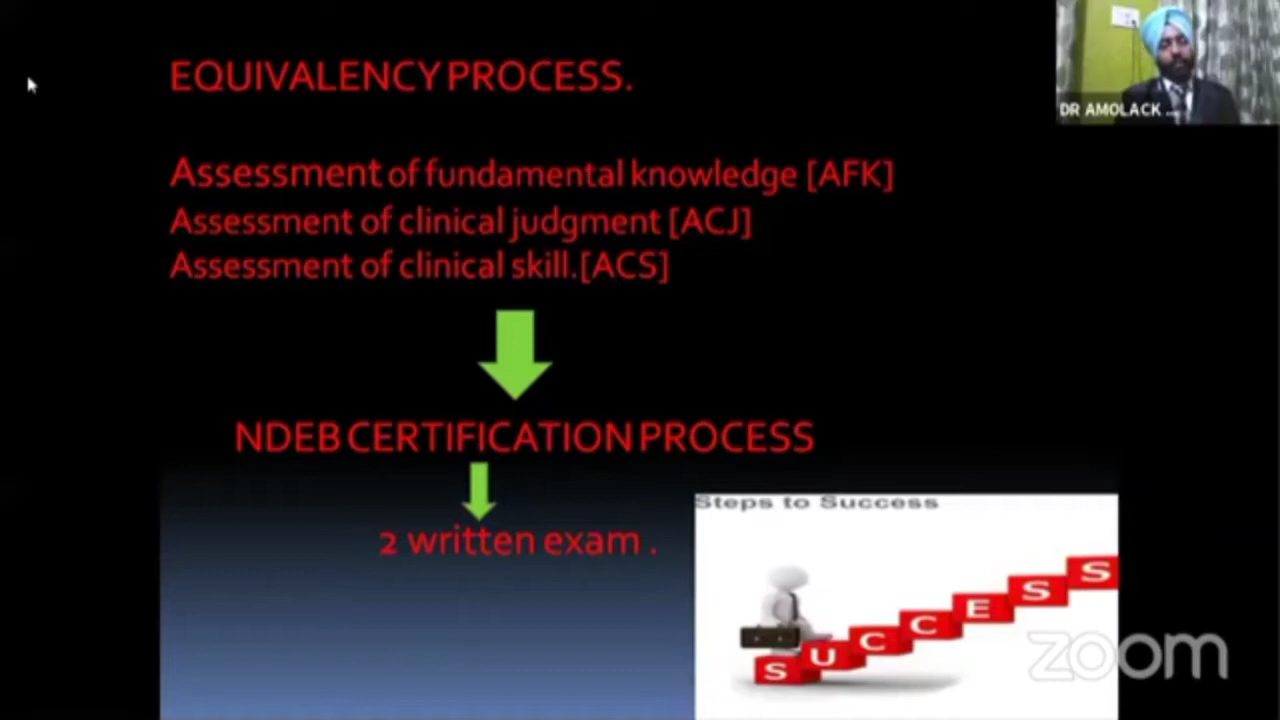 EQUIVALENCY PROCESS.
DR AMOLACK ...
Assessment of fundamental knowledge [AFK]
Assessment of clinical judgment [ACJ]
Assessment of clinical skill.[ACS]
NDEB CERTIFICATION PROCESS
2 written exam .
Steps to Success
SUCCESS
zoom